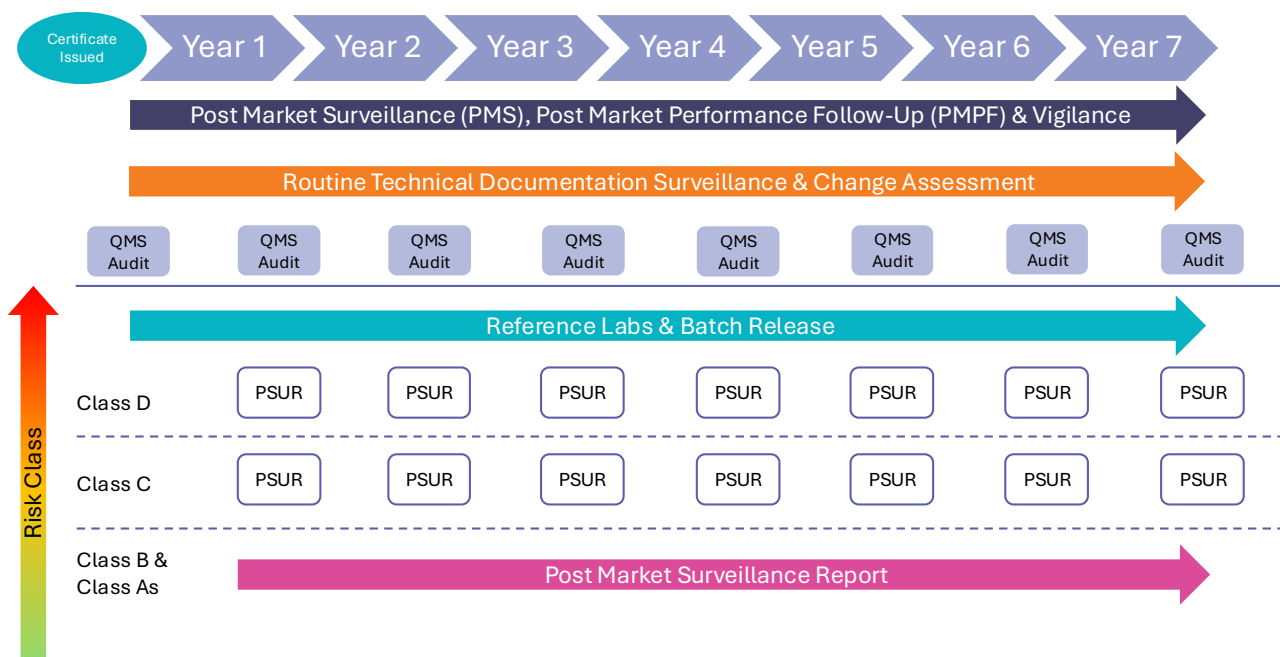 Certificate
Issued
Year 1
Year 2
Year 3
Year 4
Year 5
Year 6
Year 7
Post Market Surveillance (PMS), Post Market Performance Follow-Up (PMPF) & Vigilance
Routine Technical Documentation Surveillance & Change Assessment
QMS
Audit
QMS
Audit
QMS
Audit
QMS
Audit
QMS
Audit
QMS
Audit
QMS
Audit
QMS
Audit
Risk Class
Reference Labs & Batch Release
Class D
PSUR
PSUR
PSUR
PSUR
PSUR
PSUR
PSUR
Class C
PSUR
PSUR
PSUR
PSUR
PSUR
PSUR
PSUR
Class B &
Class As
Post Market Surveillance Report